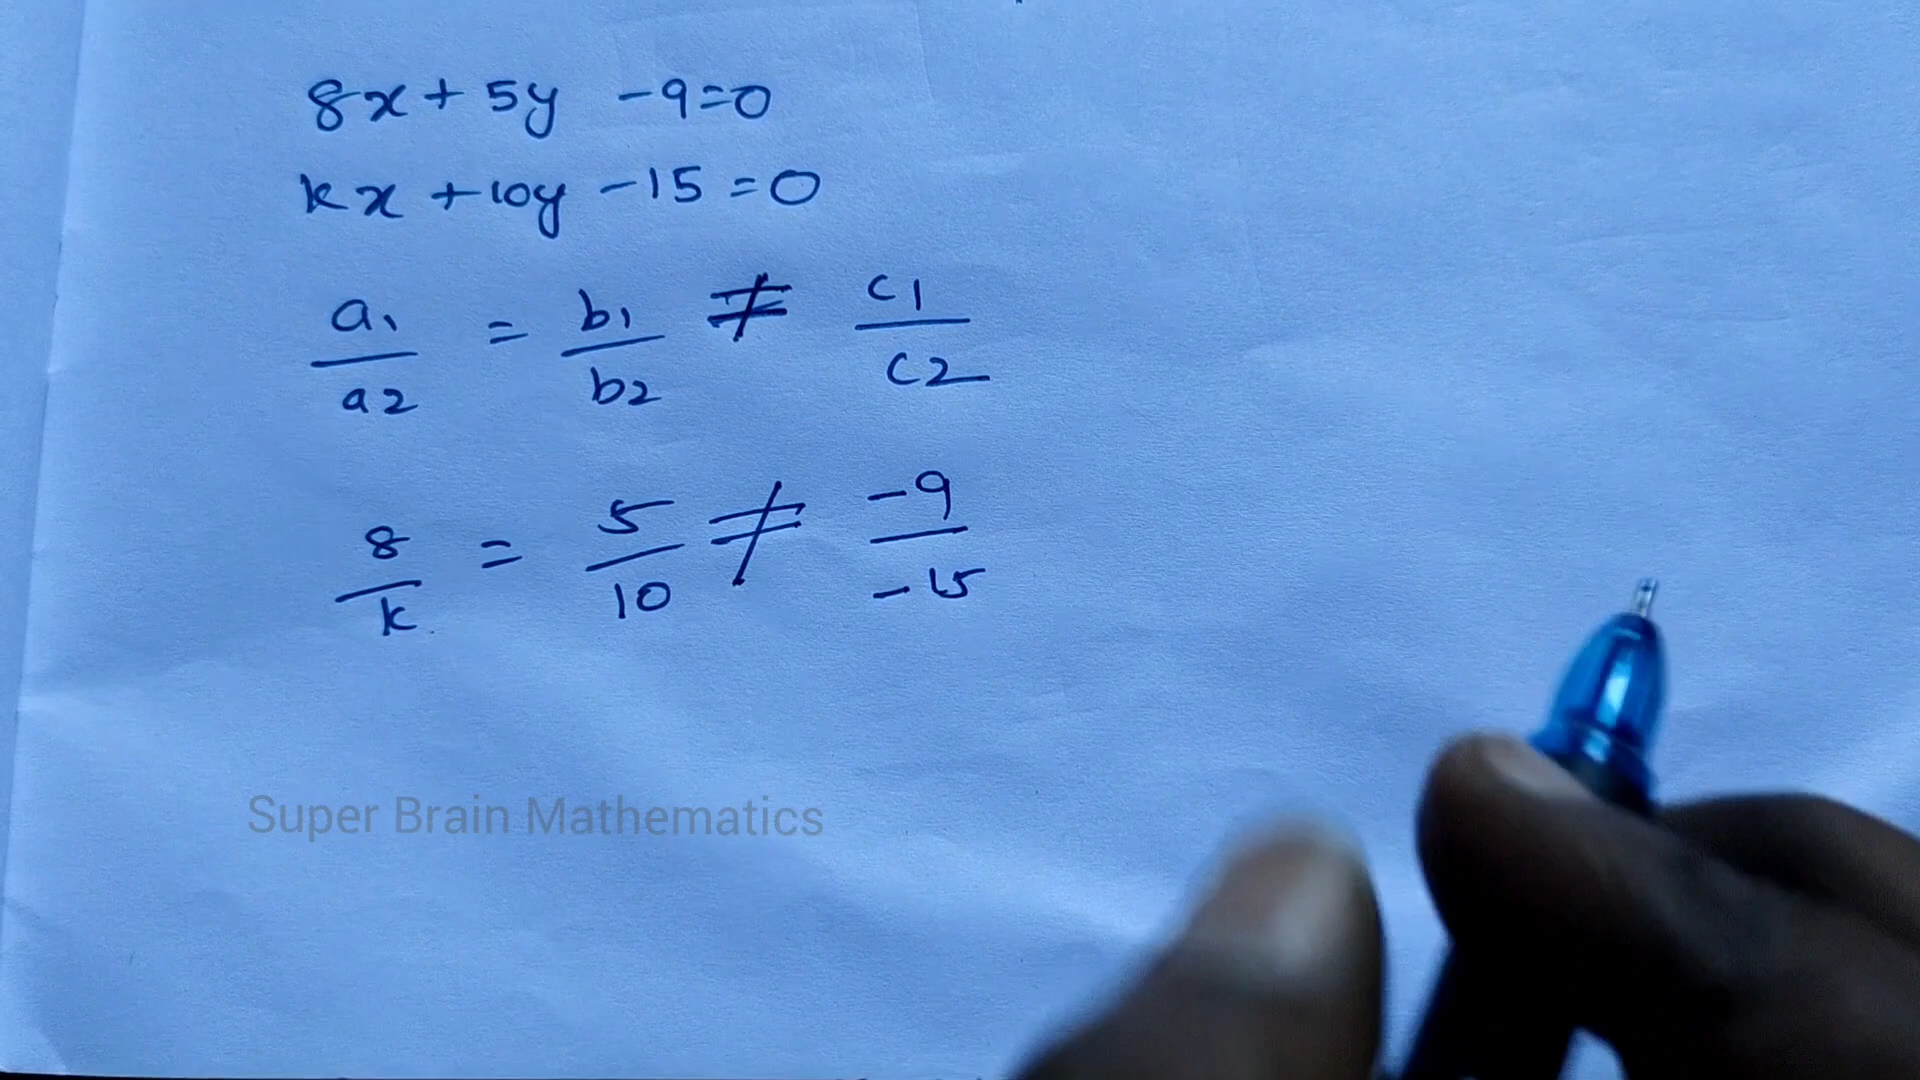 8x + 5y - 9 = 0
kx + 10y - 15 = 0
a1/a2 = b1/b2 ≠ c1/c2
8/k = 5/10 ≠ -9/-15
Super Brain Mathematics